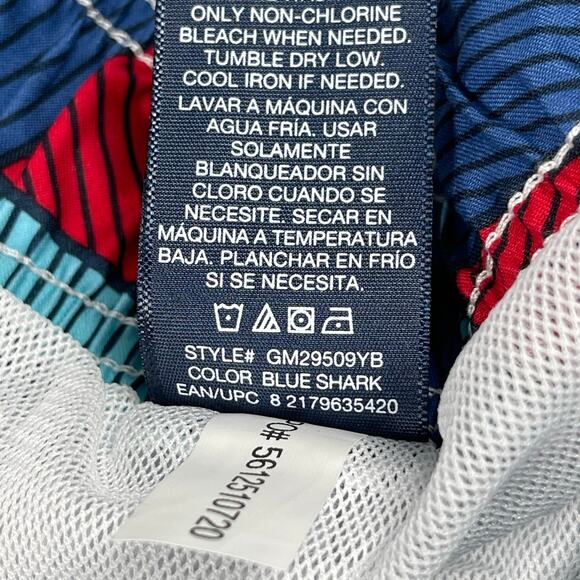 ONLY NON-CHLORINE
BLEACH WHEN NEEDED.
TUMBLE DRY LOW.
COOL IRON IF NEEDED.
LAVAR A MÁQUINA CON
AGUA FRÍA. USAR
SOLAMENTE
BLANQUEADOR SIN
CLORO CUANDO SE
NECESITE. SECAR EN
MÁQUINA A TEMPERATURA
BAJA. PLANCHAR EN FRÍO
SI SE NECESITA.
STYLE# GM29509YB
COLOR BLUE SHARK
EAN/UPC 8 2179635420
PO# 5612510720